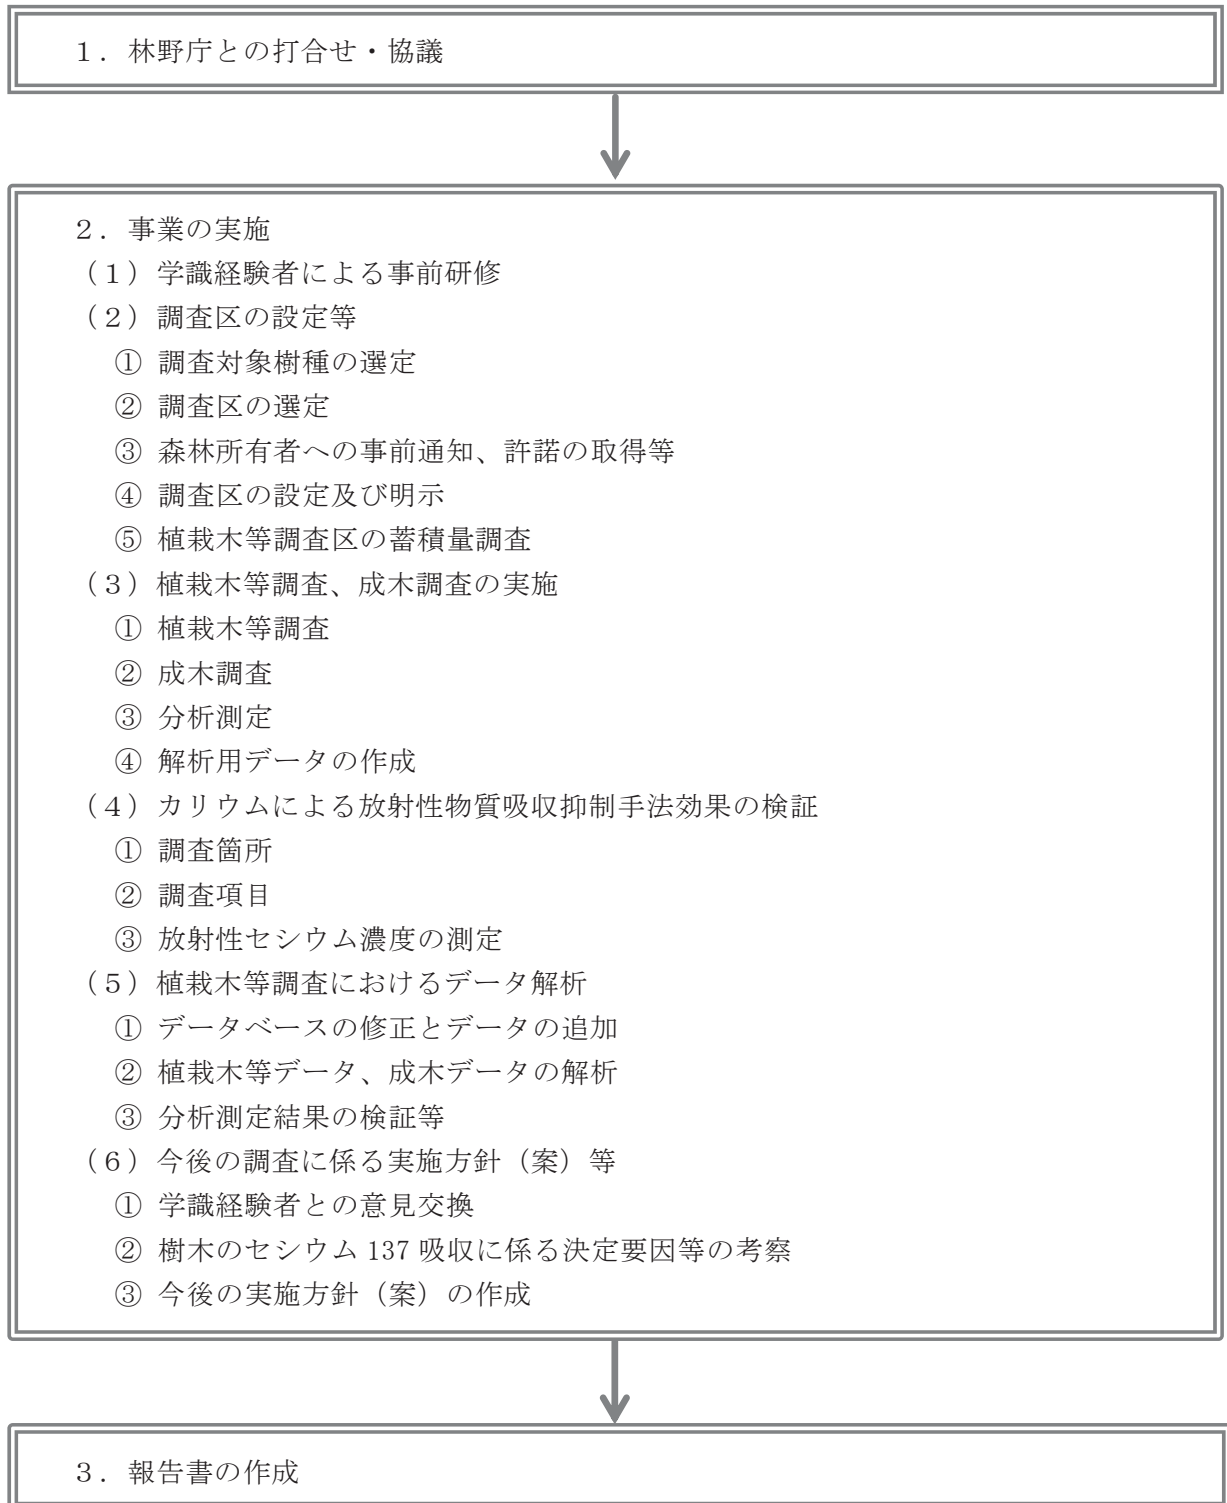 １．林野庁との打合せ・協議
２．事業の実施
（１）学識経験者による事前研修
（２）調査区の設定等
① 調査対象樹種の選定
② 調査区の選定
③ 森林所有者への事前通知、許諾の取得等
④ 調査区の設定及び明示
⑤ 植栽木等調査区の蓄積量調査
（３）植栽木等調査、成木調査の実施
① 植栽木等調査
② 成木調査
③ 分析測定
④ 解析用データの作成
（４）カリウムによる放射性物質吸収抑制手法効果の検証
① 調査箇所
② 調査項目
③ 放射性セシウム濃度の測定
（５）植栽木等調査におけるデータ解析
① データベースの修正とデータの追加
② 植栽木等データ、成木データの解析
③ 分析測定結果の検証等
（６）今後の調査に係る実施方針（案）等
① 学識経験者との意見交換
② 樹木のセシウム 137 吸収に係る決定要因等の考察
③ 今後の実施方針（案）の作成
３．報告書の作成